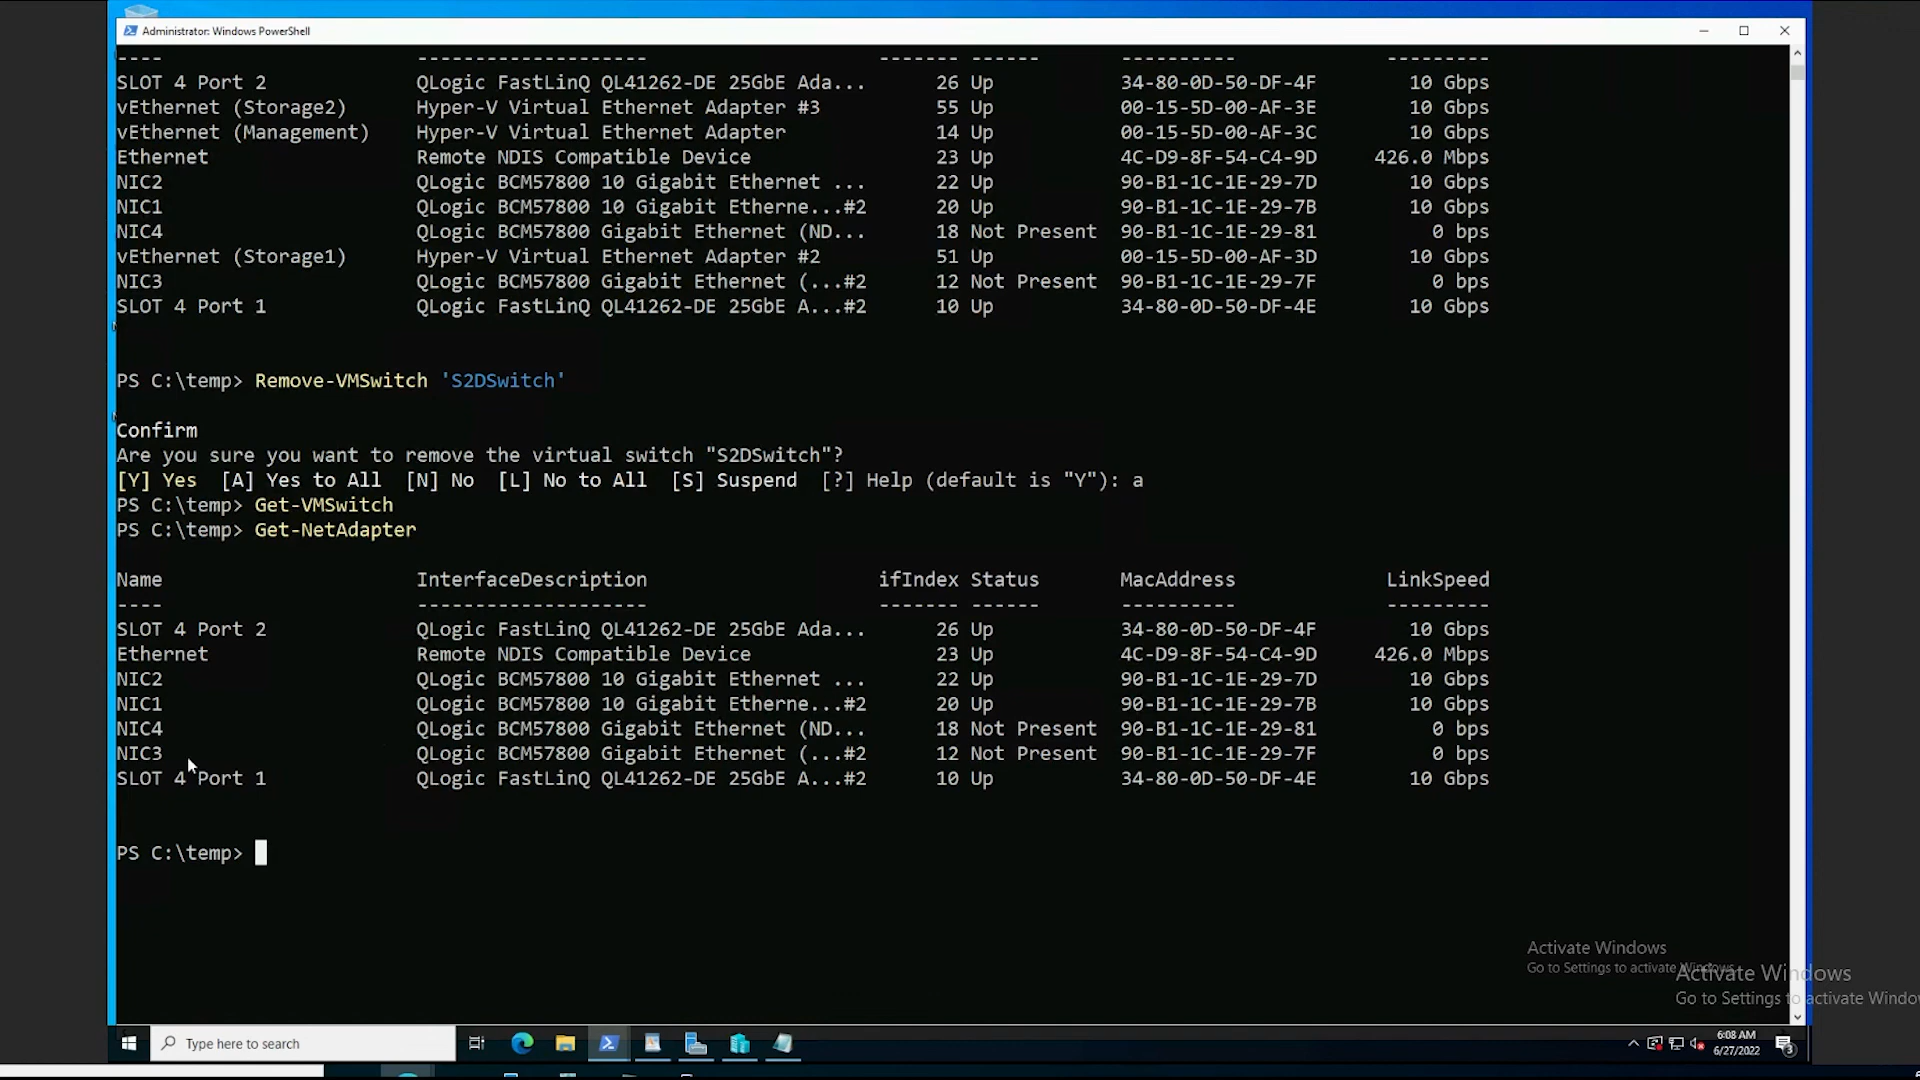 Administrator: Windows PowerShell
---- -------------------- ------- ------ ---------- ---------
SLOT 4 Port 2 QLogic FastLinQ QL41262-DE 25GbE Ada... 26 Up 34-80-0D-50-DF-4F 10 Gbps
vEthernet (Storage2) Hyper-V Virtual Ethernet Adapter #3 55 Up 00-15-5D-00-AF-3E 10 Gbps
vEthernet (Management) Hyper-V Virtual Ethernet Adapter 14 Up 00-15-5D-00-AF-3C 10 Gbps
Ethernet Remote NDIS Compatible Device 23 Up 4C-D9-8F-54-C4-9D 426.0 Mbps
NIC2 QLogic BCM57800 10 Gigabit Ethernet ... 22 Up 90-B1-1C-1E-29-7D 10 Gbps
NIC1 QLogic BCM57800 10 Gigabit Etherne...#2 20 Up 90-B1-1C-1E-29-7B 10 Gbps
NIC4 QLogic BCM57800 Gigabit Ethernet (ND... 18 Not Present 90-B1-1C-1E-29-81 0 bps
vEthernet (Storage1) Hyper-V Virtual Ethernet Adapter #2 51 Up 00-15-5D-00-AF-3D 10 Gbps
NIC3 QLogic BCM57800 Gigabit Ethernet (...#2 12 Not Present 90-B1-1C-1E-29-7F 0 bps
SLOT 4 Port 1 QLogic FastLinQ QL41262-DE 25GbE A...#2 10 Up 34-80-0D-50-DF-4E 10 Gbps
PS C:\temp> Remove-VMSwitch 'S2DSwitch'
Confirm
Are you sure you want to remove the virtual switch "S2DSwitch"?
[Y] Yes [A] Yes to All [N] No [L] No to All [S] Suspend [?] Help (default is "Y"): a
PS C:\temp> Get-VMSwitch
PS C:\temp> Get-NetAdapter
Name InterfaceDescription ifIndex Status MacAddress LinkSpeed
---- -------------------- ------- ------ ---------- ---------
SLOT 4 Port 2 QLogic FastLinQ QL41262-DE 25GbE Ada... 26 Up 34-80-0D-50-DF-4F 10 Gbps
Ethernet Remote NDIS Compatible Device 23 Up 4C-D9-8F-54-C4-9D 426.0 Mbps
NIC2 QLogic BCM57800 10 Gigabit Ethernet ... 22 Up 90-B1-1C-1E-29-7D 10 Gbps
NIC1 QLogic BCM57800 10 Gigabit Etherne...#2 20 Up 90-B1-1C-1E-29-7B 10 Gbps
NIC4 QLogic BCM57800 Gigabit Ethernet (ND... 18 Not Present 90-B1-1C-1E-29-81 0 bps
NIC3 QLogic BCM57800 Gigabit Ethernet (...#2 12 Not Present 90-B1-1C-1E-29-7F 0 bps
SLOT 4 Port 1 QLogic FastLinQ QL41262-DE 25GbE A...#2 10 Up 34-80-0D-50-DF-4E 10 Gbps
PS C:\temp>
Activate Windows
Go to Settings to activate
Activate Windows
Go to Settings to activate Windo
Type here to search
6:08 AM
6/27/2022
3